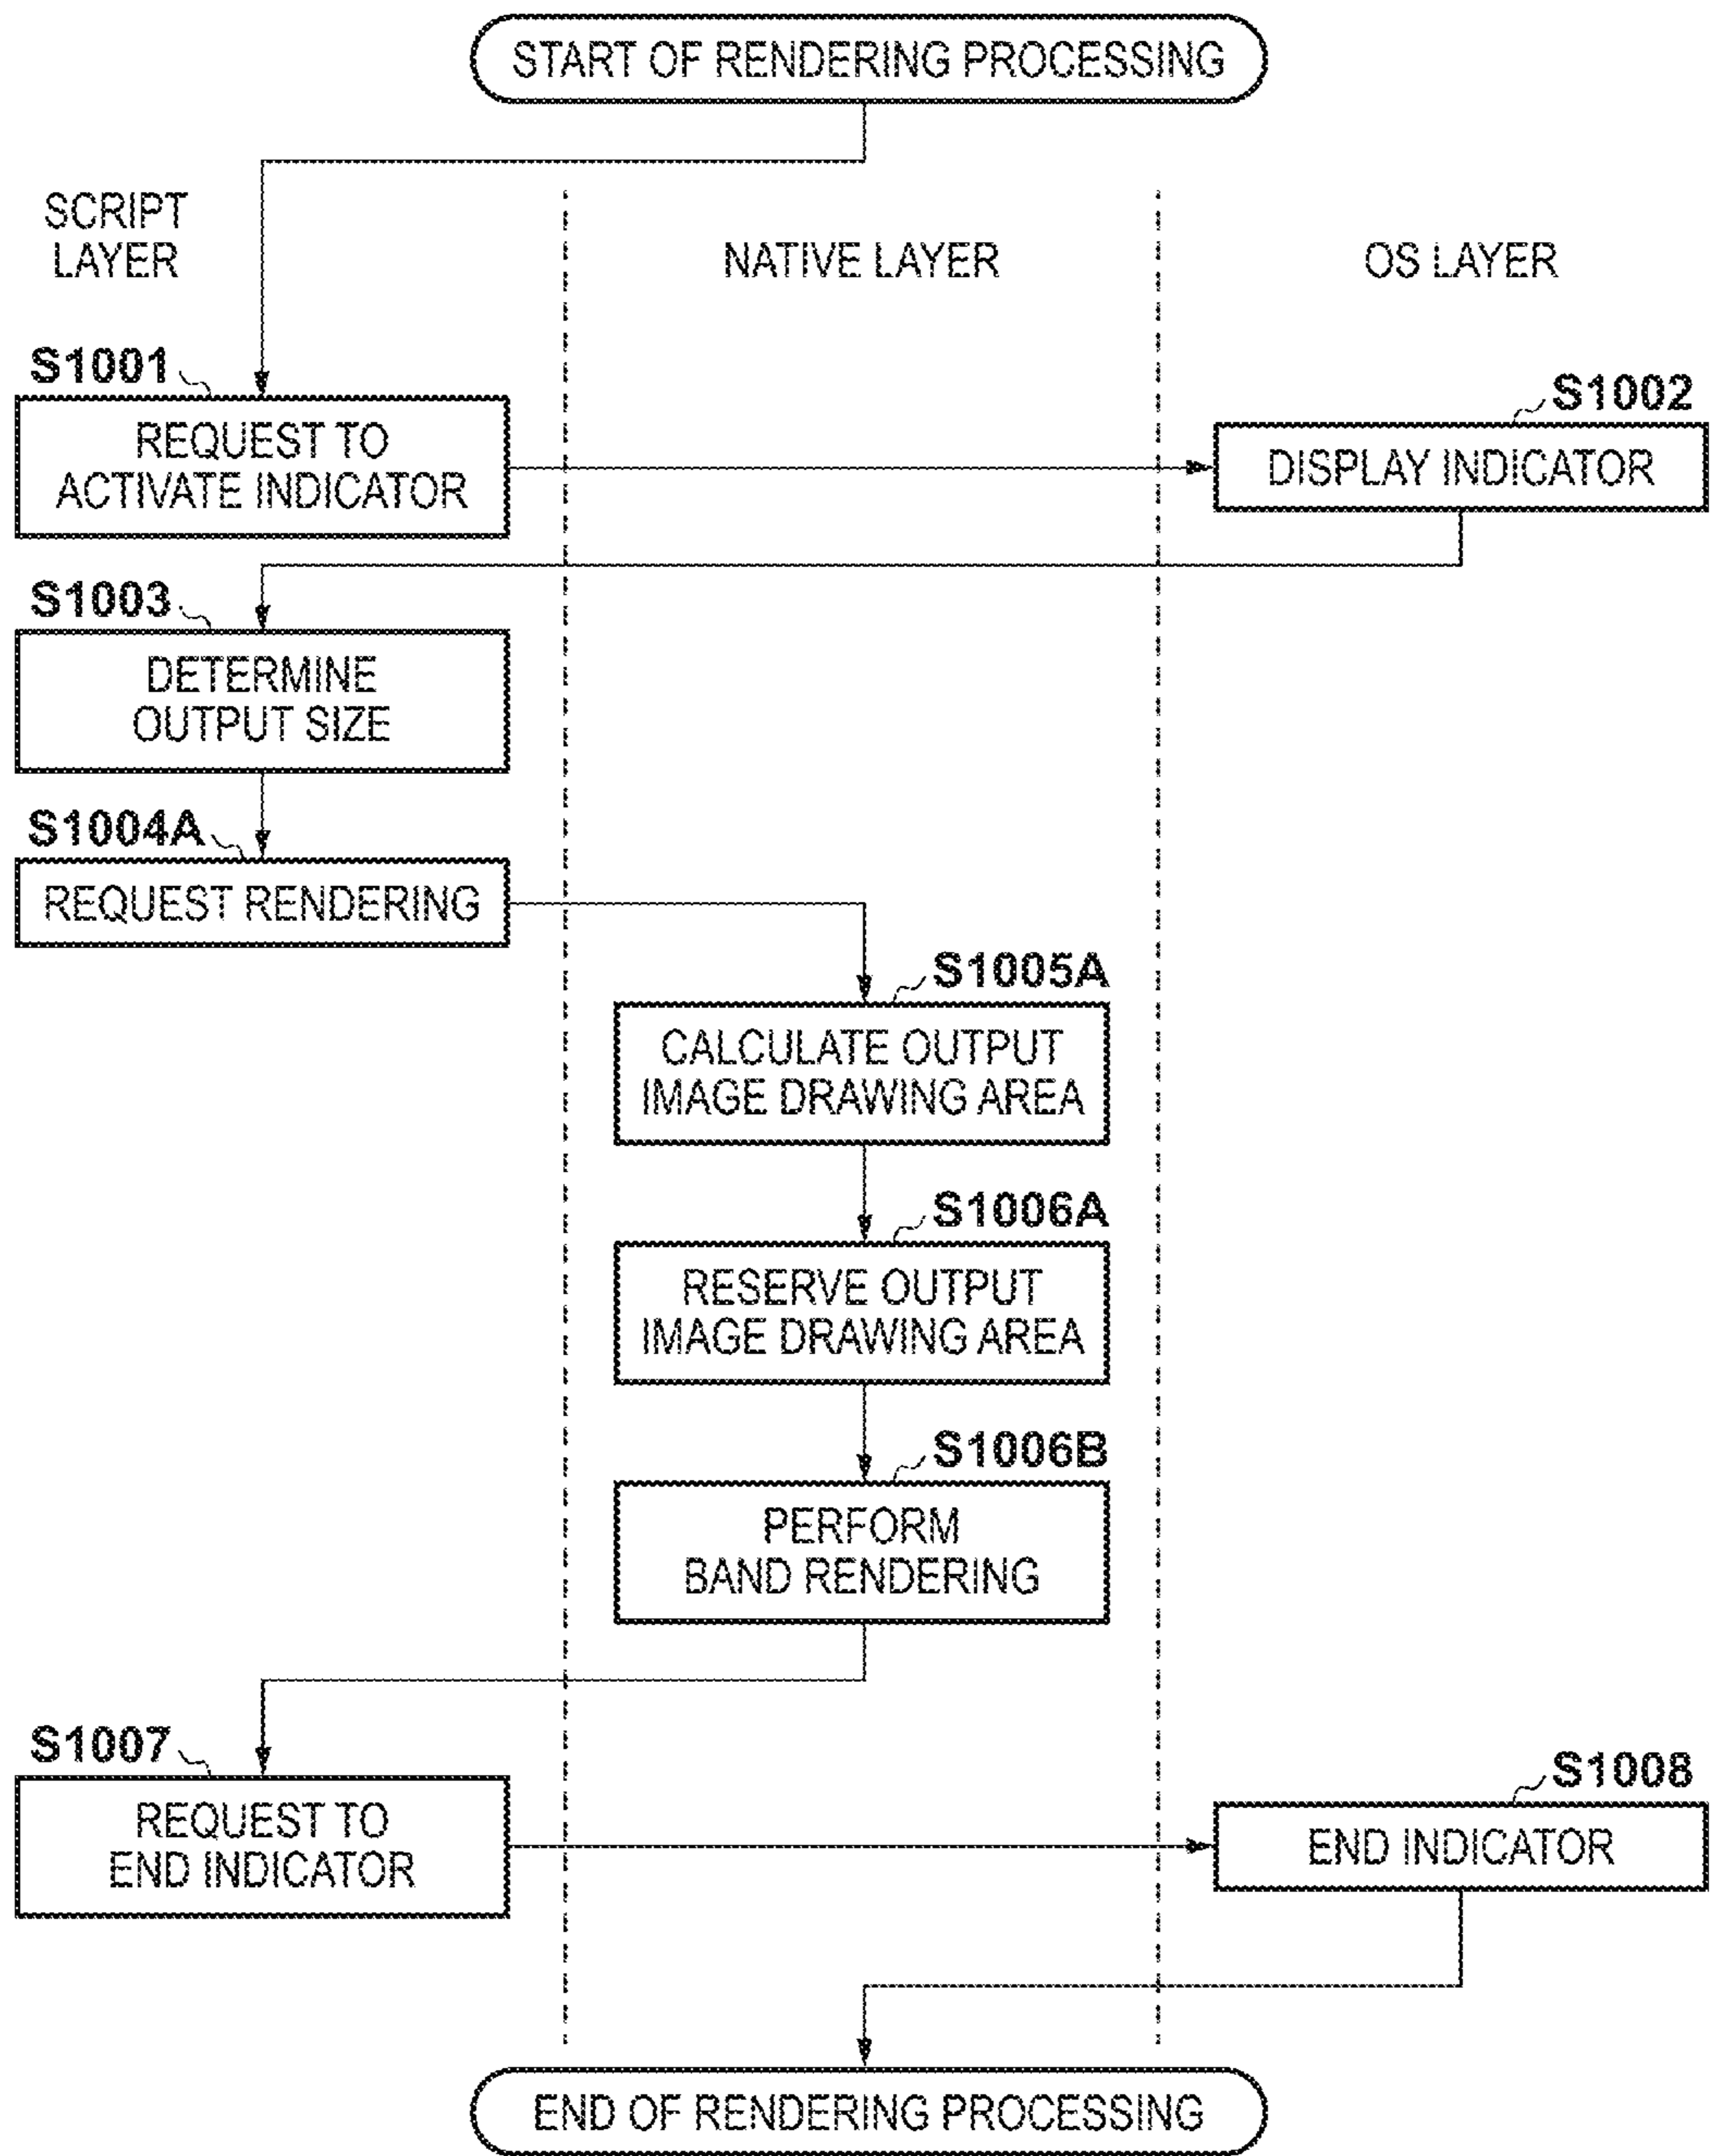 START OF RENDERING PROCESSING
SCRIPT
LAYER
NATIVE LAYER
OS LAYER
S1001
REQUEST TO
ACTIVATE INDICATOR
S1002
DISPLAY INDICATOR
S1003
DETERMINE
OUTPUT SIZE
S1004A
REQUEST RENDERING
S1005A
CALCULATE OUTPUT
IMAGE DRAWING AREA
S1006A
RESERVE OUTPUT
IMAGE DRAWING AREA
S1006B
PERFORM
BAND RENDERING
S1007
REQUEST TO
END INDICATOR
S1008
END INDICATOR
END OF RENDERING PROCESSING